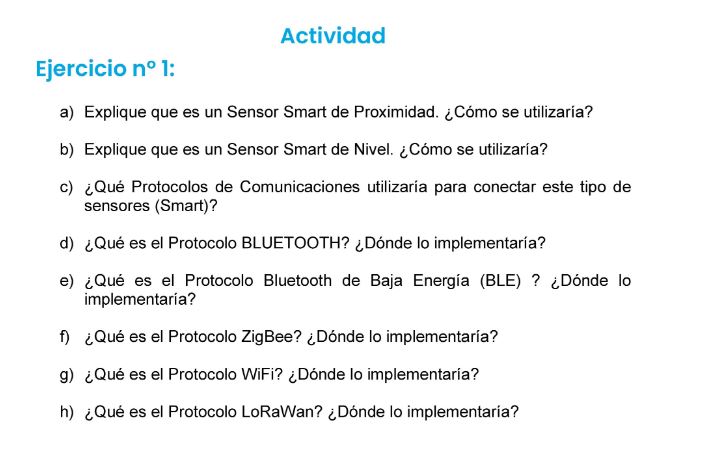 Actividad
Ejercicio nº 1:
a) Explique que es un Sensor Smart de Proximidad. ¿Cómo se utilizaría?
b) Explique que es un Sensor Smart de Nivel. ¿Cómo se utilizaría?
c) ¿Qué Protocolos de Comunicaciones utilizaría para conectar este tipo de
sensores (Smart)?
d) ¿Qué es el Protocolo BLUETOOTH? ¿Dónde lo implementaría?
e) ¿Qué es el Protocolo Bluetooth de Baja Energía (BLE) ? ¿Dónde lo
implementaría?
f) ¿Qué es el Protocolo ZigBee? ¿Dónde lo implementaría?
g) ¿Qué es el Protocolo WiFi? ¿Dónde lo implementaría?
h) ¿Qué es el Protocolo LoRaWan? ¿Dónde lo implementaría?